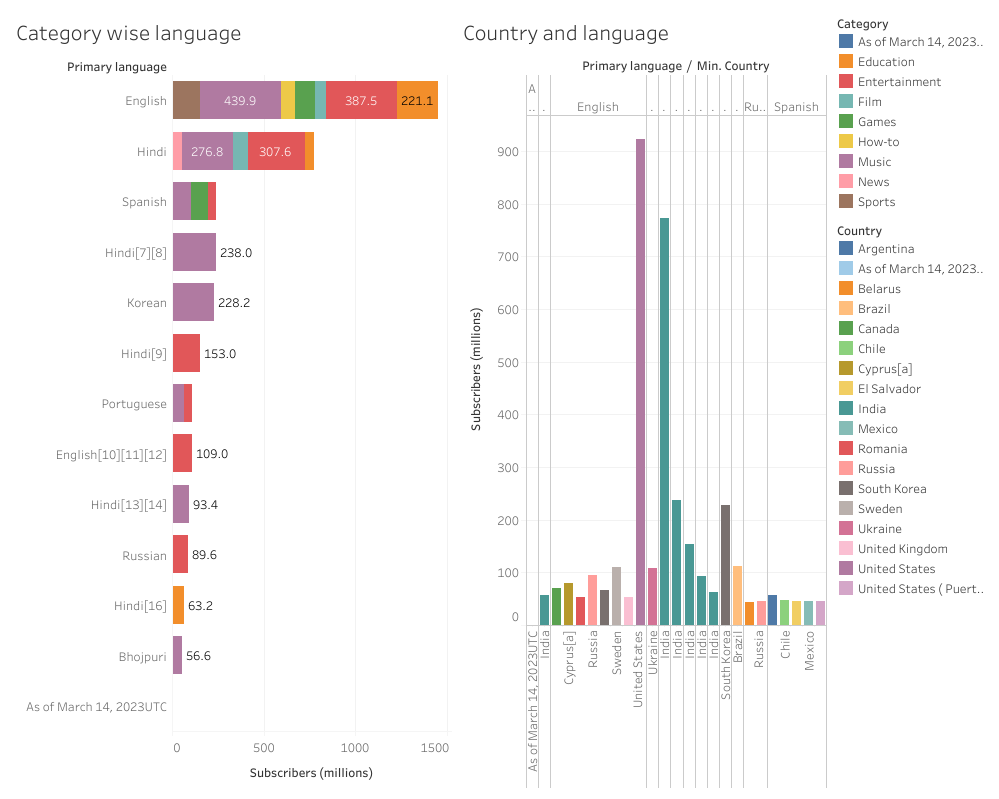 Category wise language
Primary language
English
439.9
387.5
221.1
Hindi
276.8
307.6
Spanish
Hindi[7][8]
238.0
Korean
228.2
Hindi[9]
153.0
Portuguese
English[10][11][12]
109.0
Hindi[13][14]
93.4
Russian
89.6
Hindi[16]
63.2
Bhojpuri
56.6
As of March 14, 2023UTC
0
500
1000
1500
Subscribers (millions)
Country and language
Primary language / Min. Country
A
..
.
English
.
.
.
.
.
.
.
.
Ru..
Spanish
Subscribers (millions)
900
800
700
600
500
400
300
200
100
0
As of March 14, 2023UTC
India
Cyprus[a]
Russia
Sweden
United States
Ukraine
India
India
India
India
India
South Korea
Brazil
Russia
Chile
Mexico
Category
As of March 14, 2023..
Education
Entertainment
Film
Games
How-to
Music
News
Sports
Country
Argentina
As of March 14, 2023..
Belarus
Brazil
Canada
Chile
Cyprus[a]
El Salvador
India
Mexico
Romania
Russia
South Korea
Sweden
Ukraine
United Kingdom
United States
United States ( Puert..